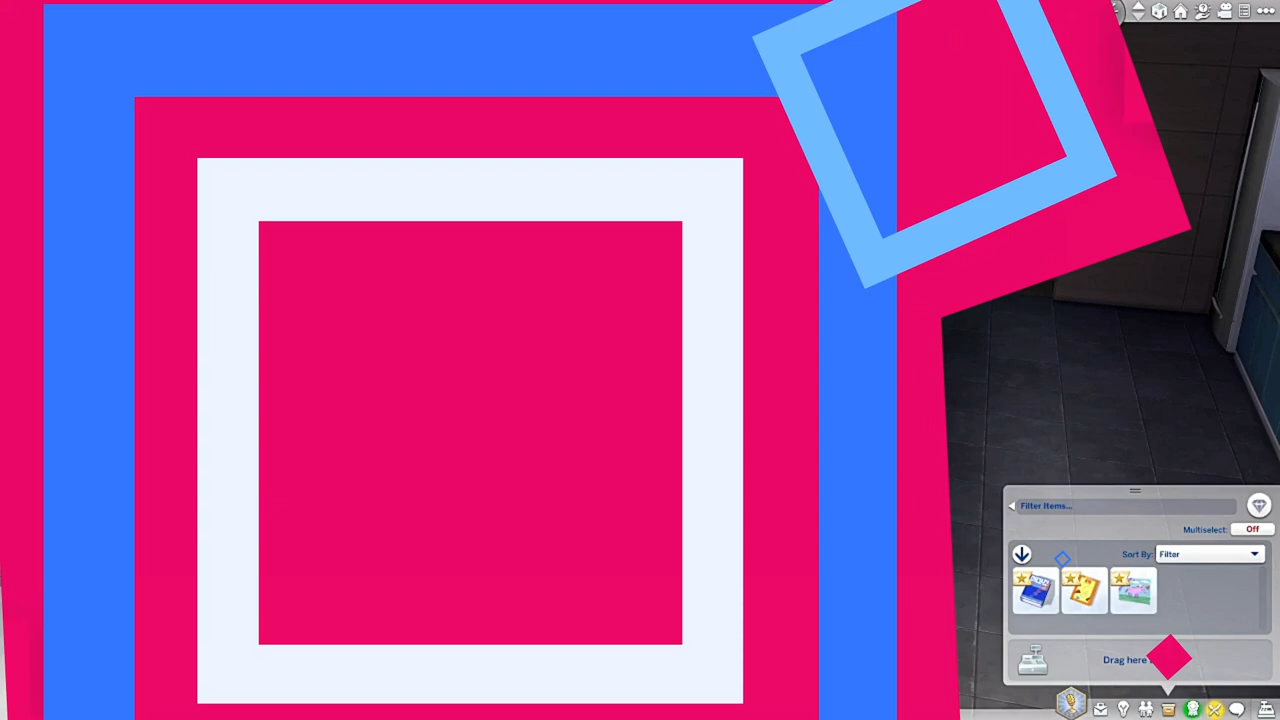 Filter Items...
Multiselect: Off
Sort By: Filter
Drag here